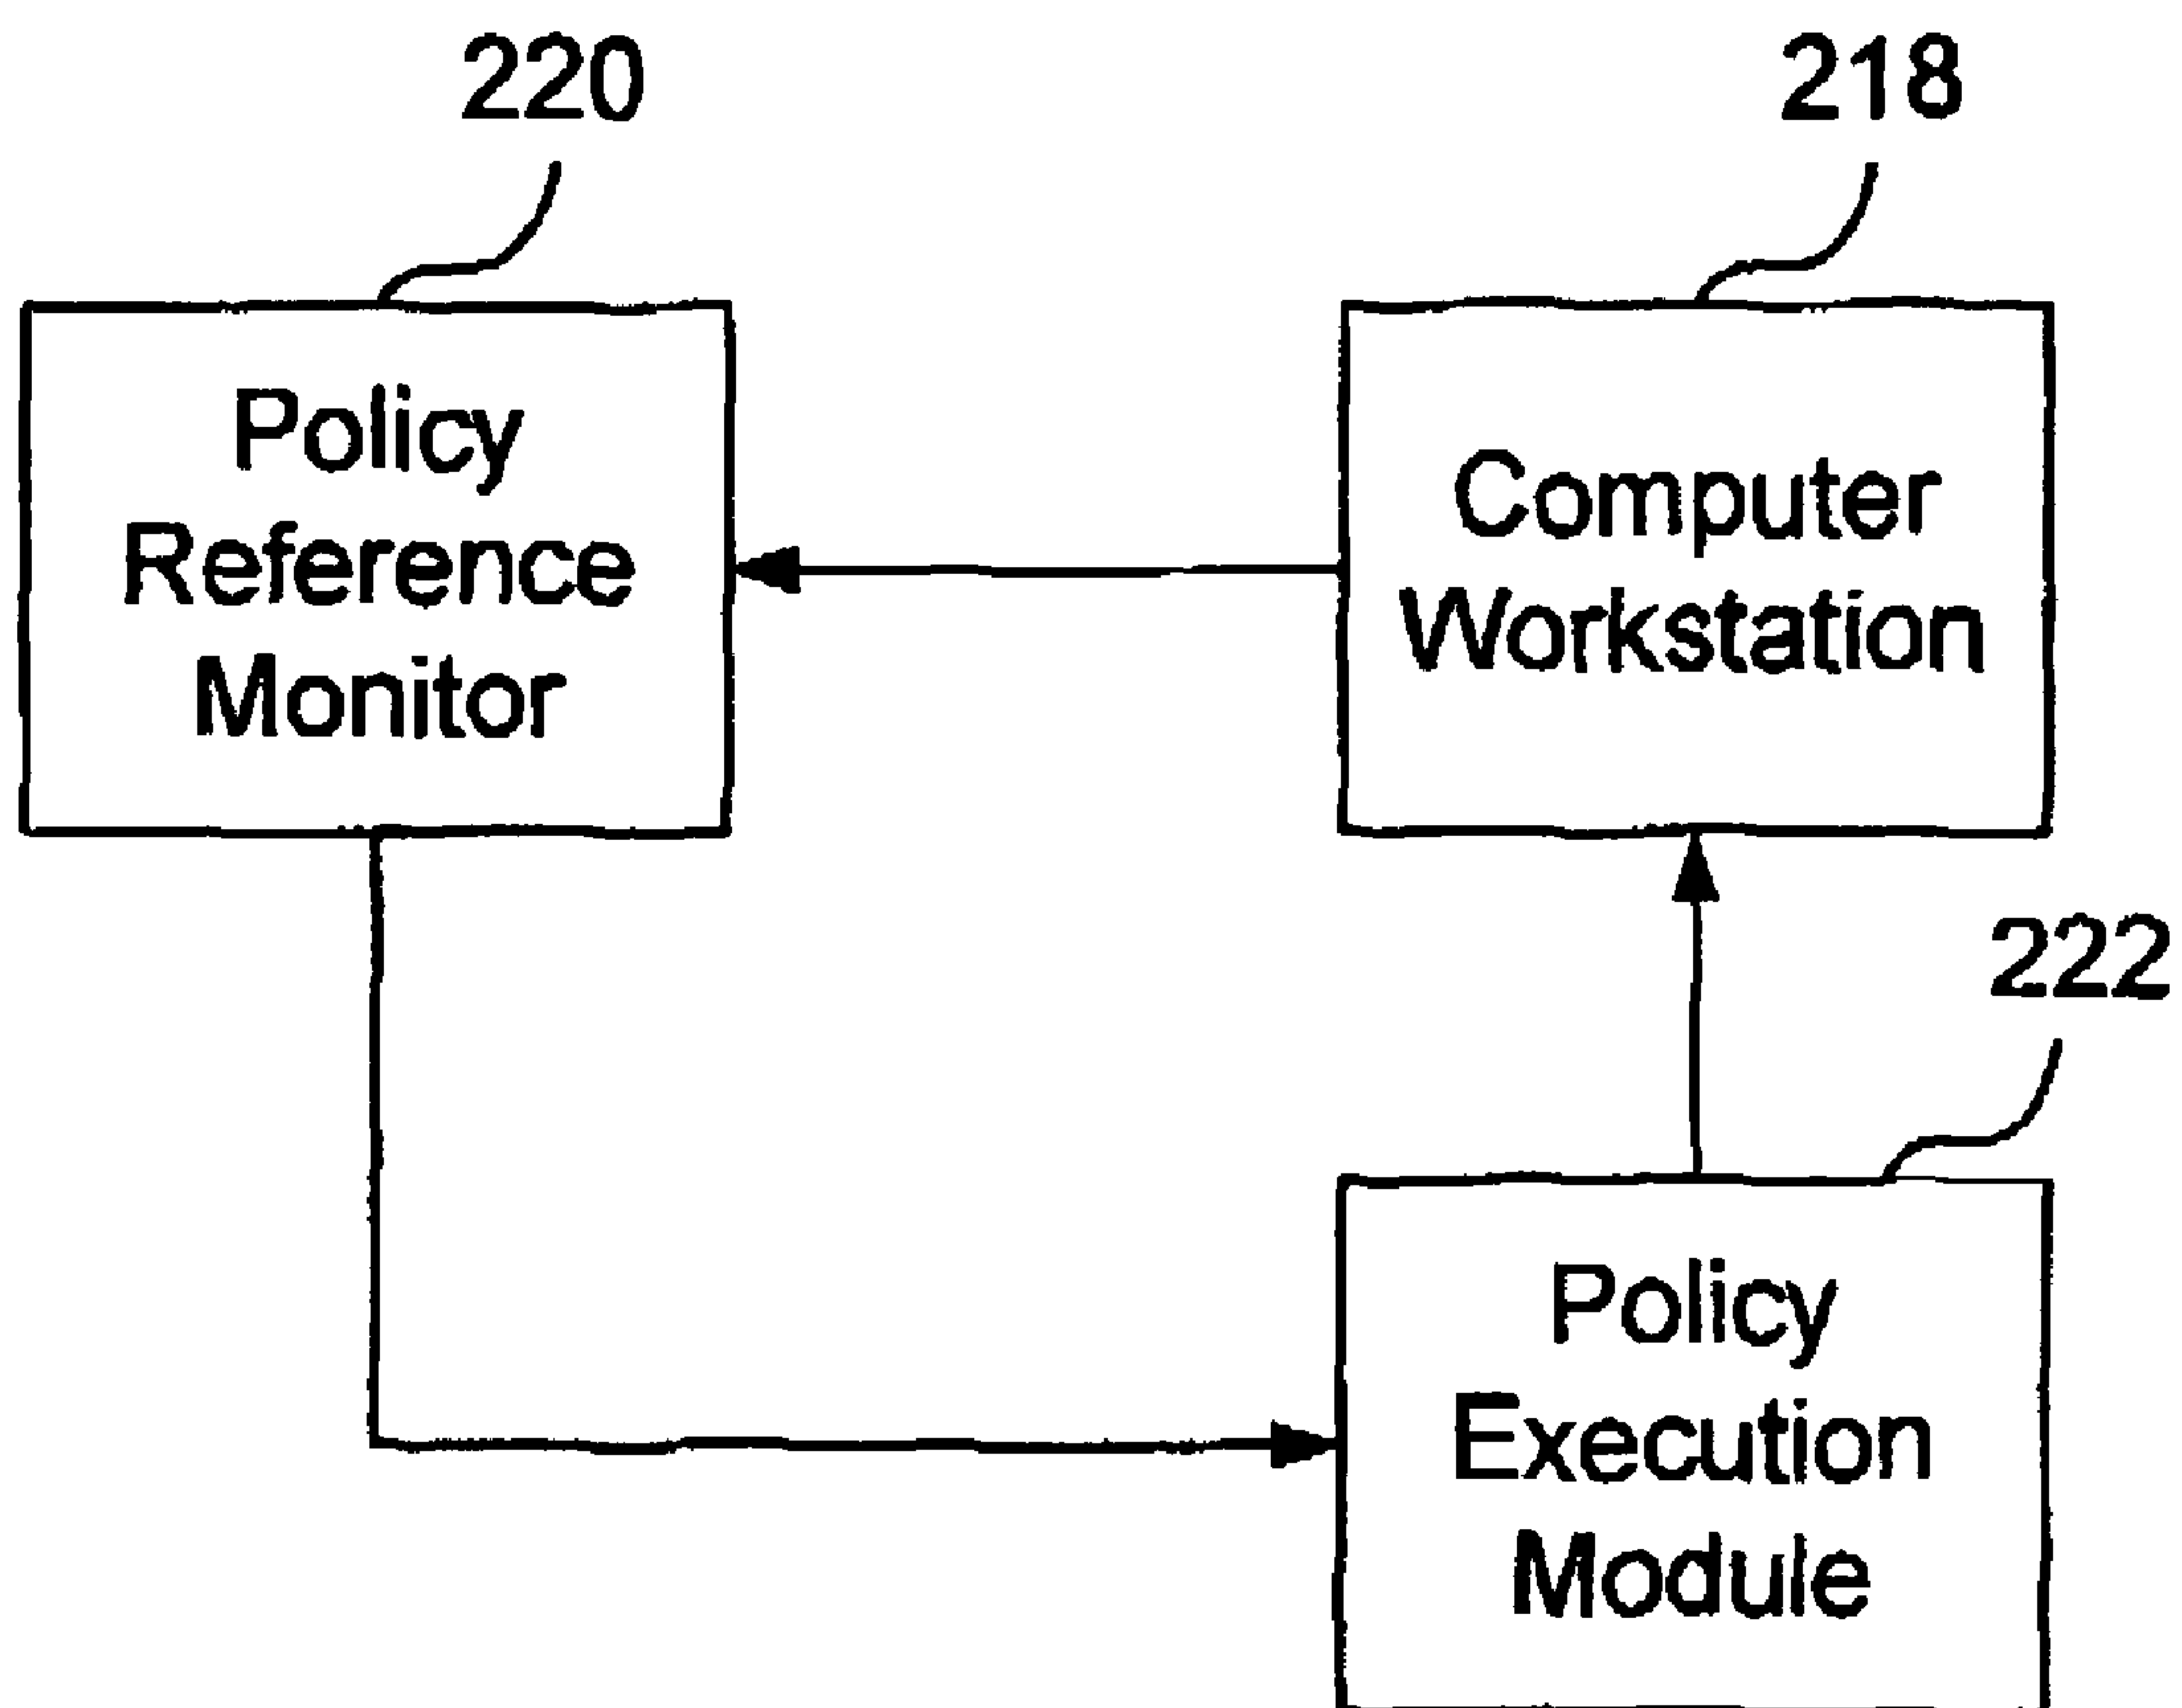 220
218
Policy
Reference
Monitor
Computer
Workstation
222
Policy
Execution
Module